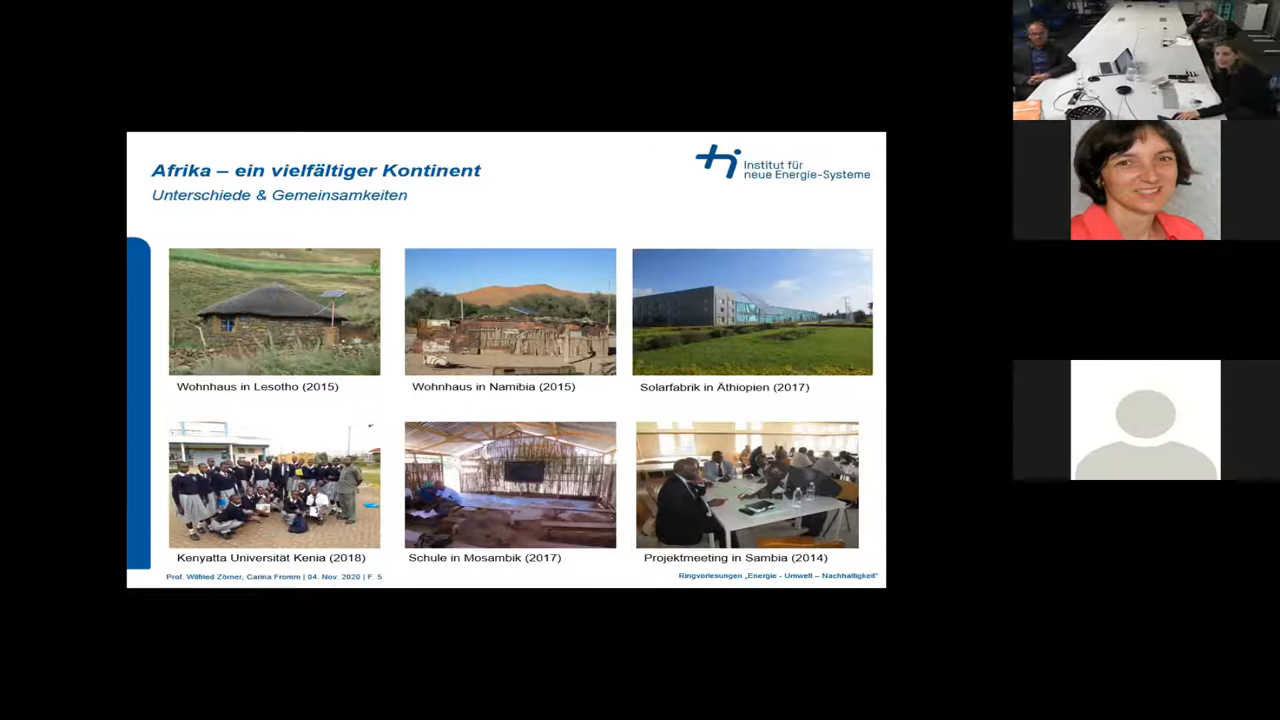 Afrika – ein vielfältiger Kontinent
Unterschiede & Gemeinsamkeiten
Institut für
neue Energie-Systeme
Wohnhaus in Lesotho (2015)
Wohnhaus in Namibia (2015)
Solarfabrik in Äthiopien (2017)
Kenyatta Universität Kenia (2018)
Schule in Mosambik (2017)
Projektmeeting in Sambia (2014)
Prof. Wilfried Zörner, Carina Fromm | 04. Nov. 2020 | F. 5
Ringvorlesungen „Energie - Umwelt – Nachhaltigkeit"